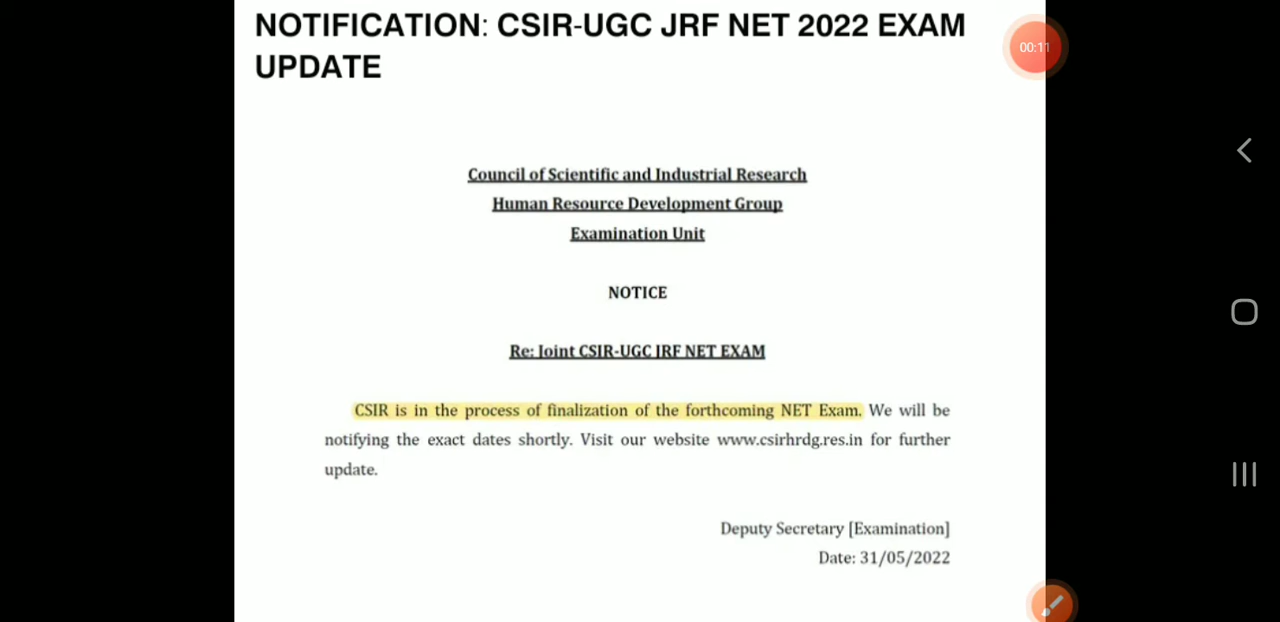 NOTIFICATION: CSIR-UGC JRF NET 2022 EXAM
UPDATE
00:11
Council of Scientific and Industrial Research
Human Resource Development Group
Examination Unit
NOTICE
Re: Joint CSIR-UGC JRF NET EXAM
CSIR is in the process of finalization of the forthcoming NET Exam. We will be
notifying the exact dates shortly. Visit our website www.csirhrdg.res.in for further
update.
Deputy Secretary [Examination]
Date: 31/05/2022